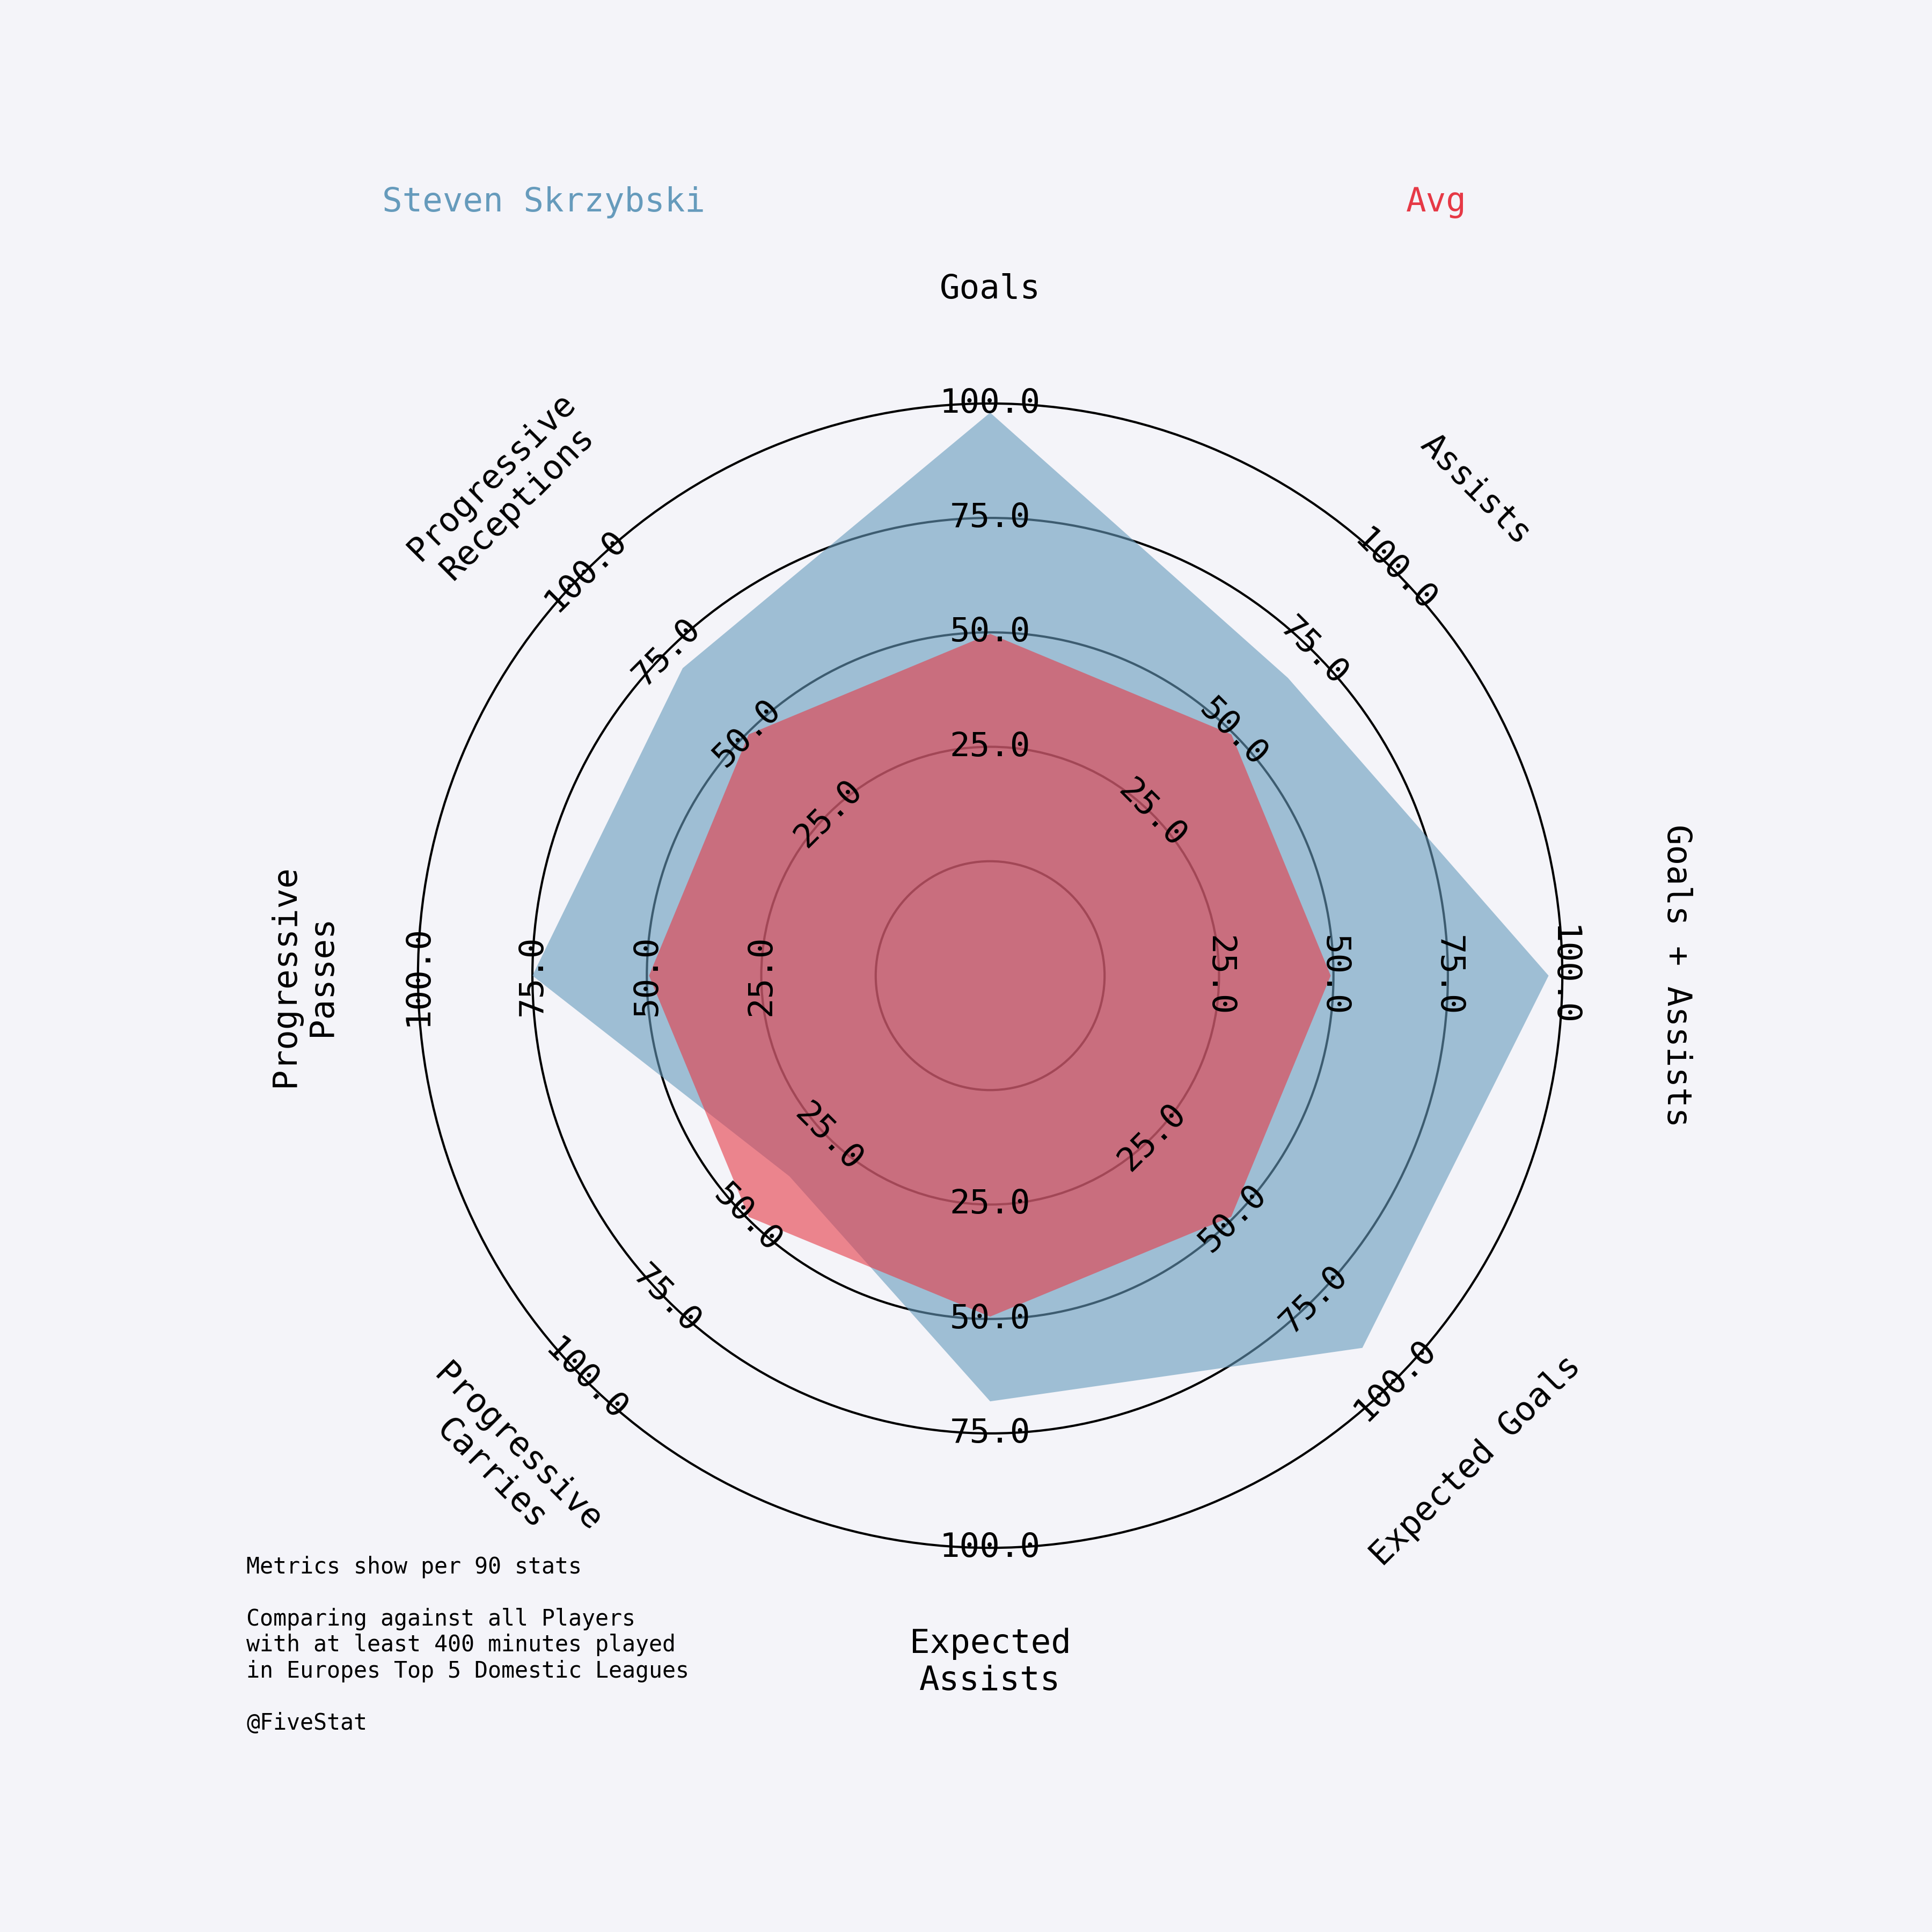 Steven Skrzybski
Avg
Goals
Assists
Goals + Assists
Expected Goals
Expected
Assists
Progressive
Carries
Progressive
Passes
Progressive
Receptions
25.0
50.0
75.0
100.0
25.0
50.0
75.0
100.0
25.0
50.0
75.0
100.0
25.0
50.0
75.0
100.0
25.0
50.0
75.0
100.0
25.0
50.0
75.0
100.0
25.0
50.0
75.0
100.0
25.0
50.0
75.0
100.0
Metrics show per 90 stats
Comparing against all Players
with at least 400 minutes played
in Europes Top 5 Domestic Leagues
@FiveStat